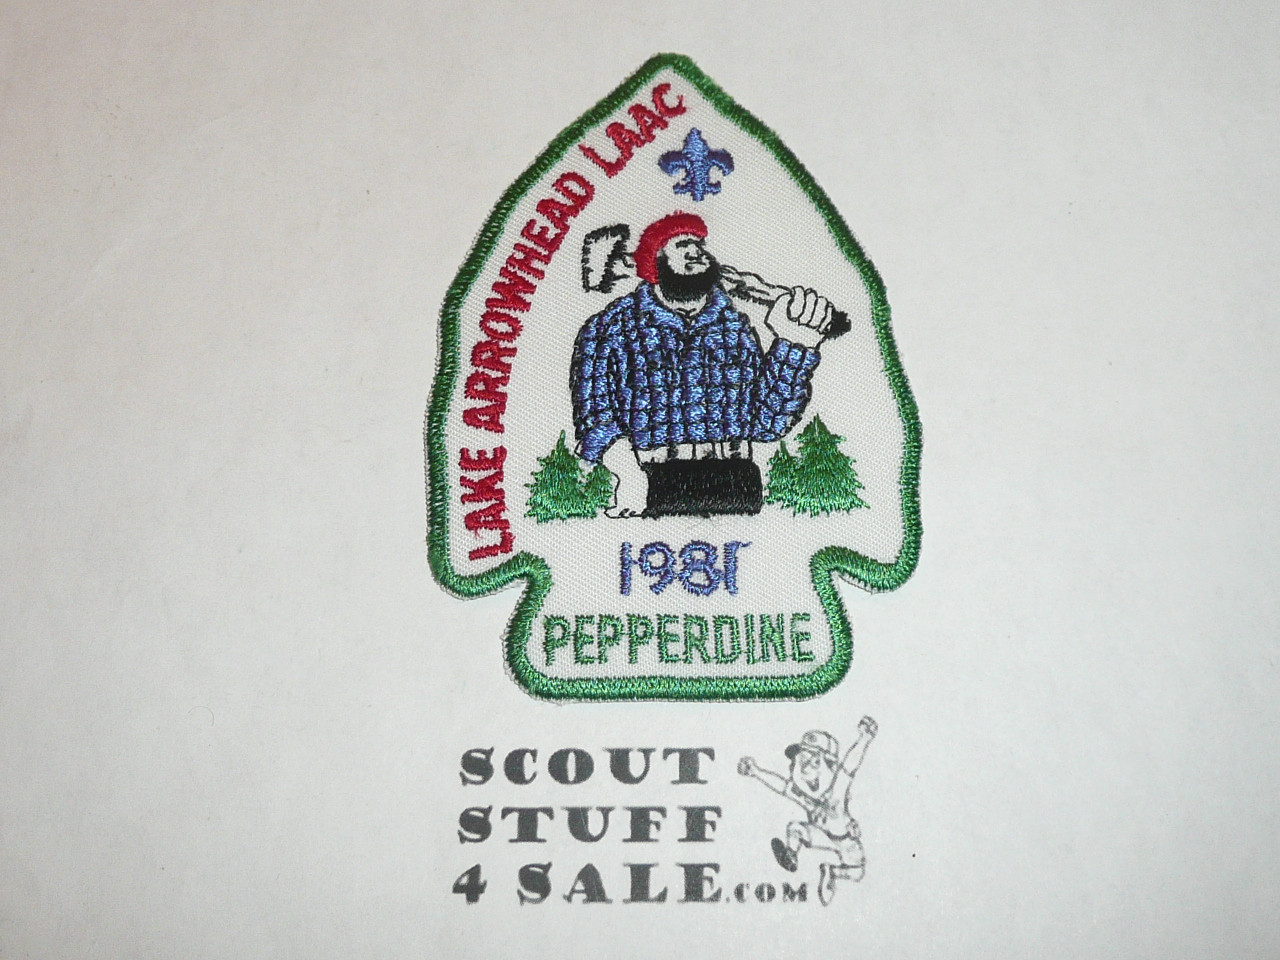 LAKE ARROWHEAD LAAC
1981
PEPPERDINE
SCOUT
STUFF
4 SALE.COM